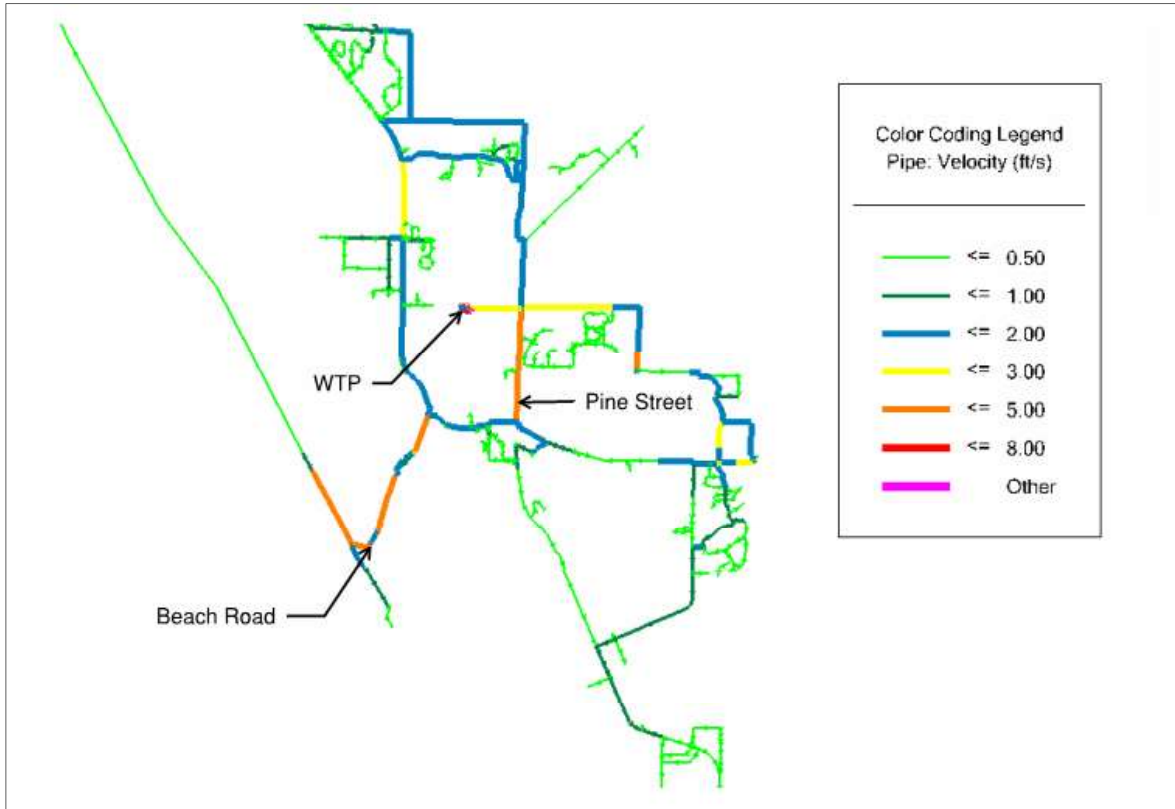 Color Coding Legend
Pipe: Velocity (ft/s)
<= 0.50
<= 1.00
<= 2.00
<= 3.00
<= 5.00
<= 8.00
Other
WTP
Pine Street
Beach Road